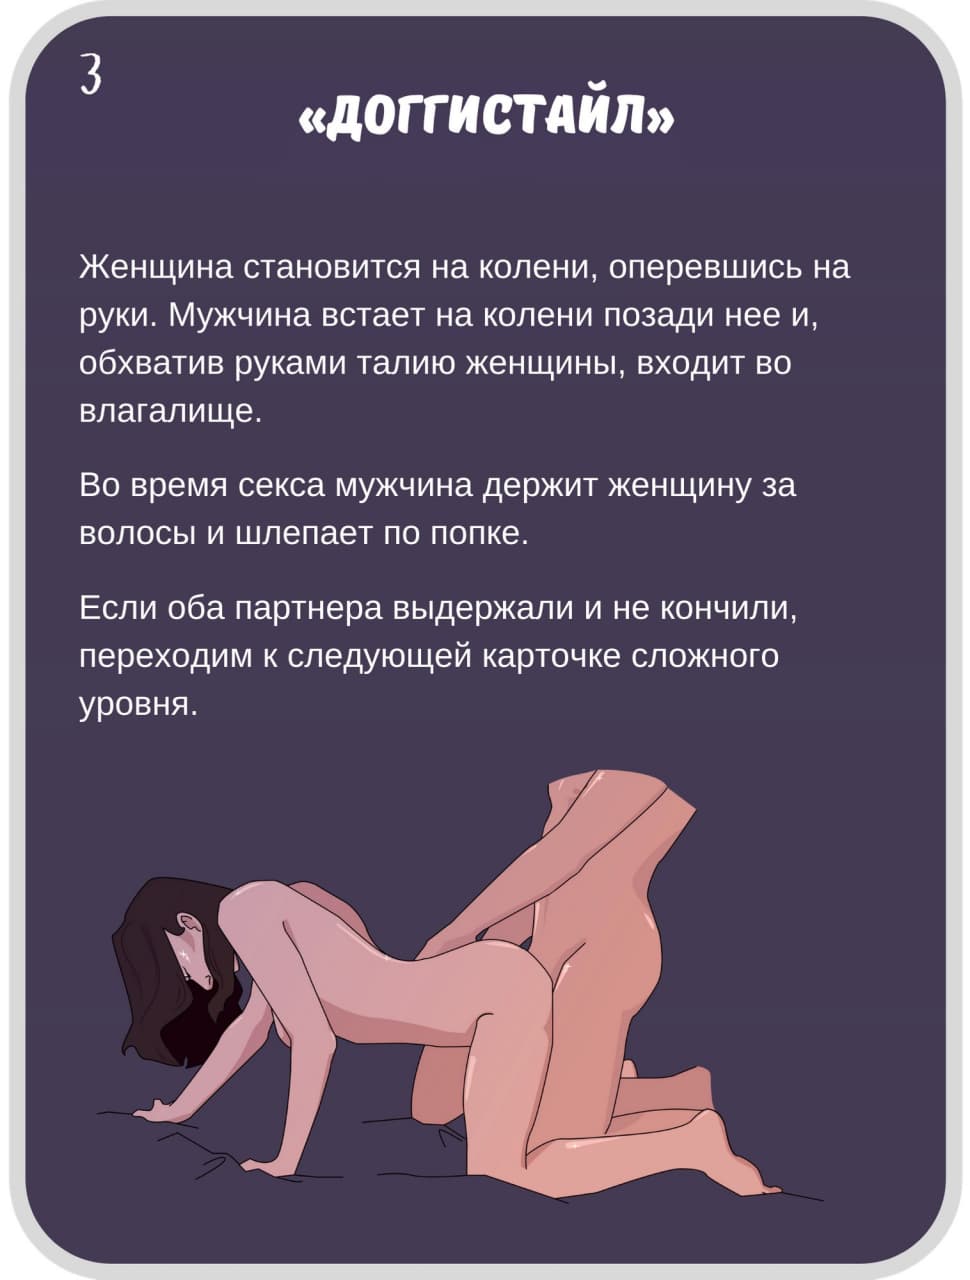 3
«ДОГГИСТАЙЛ»
Женщина становится на колени, оперевшись на
руки. Мужчина встает на колени позади нее и,
обхватив руками талию женщины, входит во
влагалище.
Во время секса мужчина держит женщину за
волосы и шлепает по попке.
Если оба партнера выдержали и не кончили,
переходим к следующей карточке сложного
уровня.